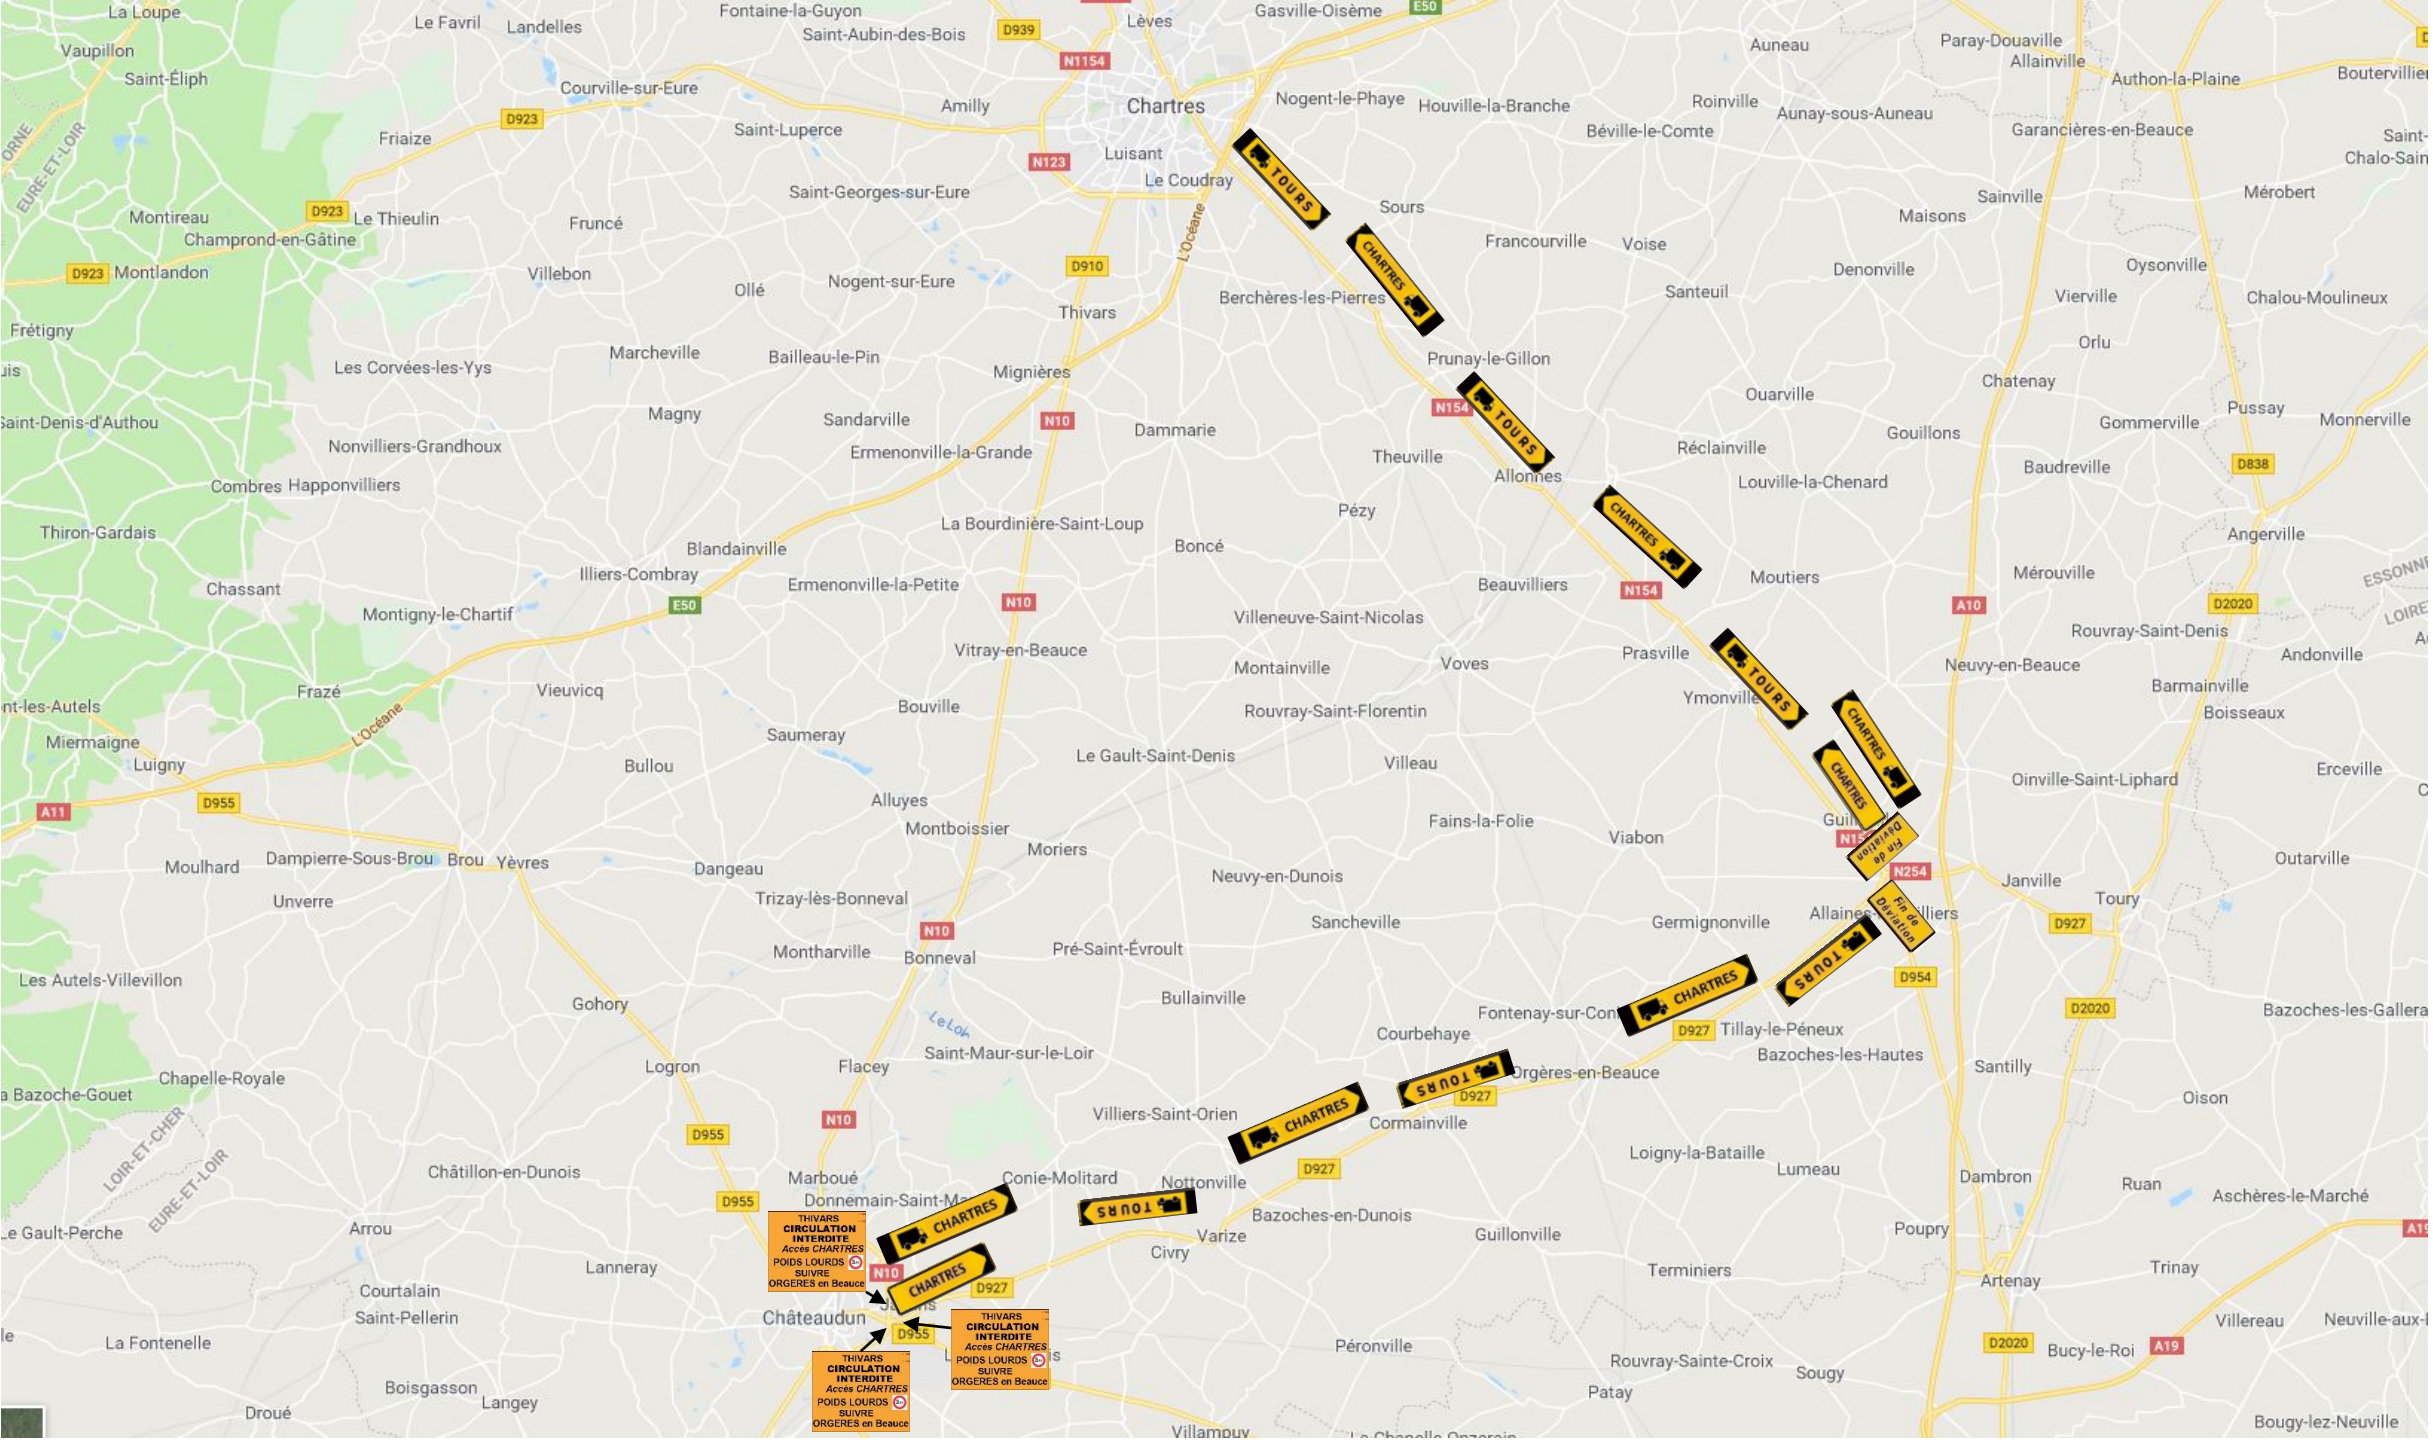 La Loupe
Le Favril
Landelles
Fontaine-la-Guyon
Saint-Aubin-des-Bois
D939
Lèves
Gasville-Oisème
E50
Auneau
Paray-Douaville
Allainville
Authon-la-Plaine
Vaupillon
Saint-Éliph
Courville-sur-Eure
N1154
Amilly
Chartres
Nogent-le-Phaye
Houville-la-Branche
Roinville
Aunay-sous-Auneau
Béville-le-Comte
Garancières-en-Beauce
ORNE
EURE-ET-LOIR
D923
Friaize
Saint-Luperce
N123
Luisant
Le Coudray
TOURS
Saint-Georges-sur-Eure
Sours
Sainville
Mérobert
Maisons
D923
Le Thieulin
Montireau
Champrond-en-Gâtine
Fruncé
L'Océane
CHARTRES
Francourville
Voise
Denonville
Oysonville
D923
Montlandon
Villebon
Ollé
Nogent-sur-Eure
D910
Thivars
Berchères-les-Pierres
Santeuil
Vierville
Chalou-Moulineux
Frétigny
Les Corvées-les-Yys
Marcheville
Bailleau-le-Pin
Mignières
Prunay-le-Gillon
Orlu
Chatenay
Saint-Denis-d'Authou
Magny
Sandarville
N10
Dammarie
N154
TOURS
Ouarville
Gouillons
Gommerville
Pussay
Monnerville
Nonvilliers-Grandhoux
Ermenonville-la-Grande
Theuville
Allonnes
Réclainville
Louville-la-Chenard
Baudreville
D838
Combres
Happonvilliers
Thiron-Gardais
La Bourdinière-Saint-Loup
Pézy
CHARTRES
Angerville
Blandainville
Boncé
Chassant
Illiers-Combray
Ermenonville-la-Petite
Beauvilliers
N154
Moutiers
Mérouville
Montigny-le-Chartif
E50
N10
Villeneuve-Saint-Nicolas
A10
D2020
Rouvray-Saint-Denis
Vitray-en-Beauce
Montainville
Voves
Prasville
TOURS
Neuvy-en-Beauce
Andonville
Frazé
Vieuvicq
Bouville
Rouvray-Saint-Florentin
Ymonville
CHARTRES
Barmainville
Boisseaux
L'Océane
Miermaigne
Luigny
Saumeray
Bullou
Le Gault-Saint-Denis
Villeau
CHARTRES
Oinville-Saint-Liphard
Erceville
A11
D955
Alluyes
Montboissier
Fains-la-Folie
Viabon
Fin de
Déviation
Outarville
Moulhard
Dampierre-Sous-Brou
Brou
Yèvres
Dangeau
Moriers
Neuvy-en-Dunois
N254
Janville
Toury
Unverre
Trizay-lès-Bonneval
Sancheville
Germignonville
Fin de
Déviation
D927
N10
Les Autels-Villevillon
Montharville
Bonneval
Pré-Saint-Évroult
CHARTRES
TOURS
D954
Gohory
Bullainville
Fontenay-sur-Con
D2020
Bazoches-les-Gallera
Le Loir
Courbehaye
D927
Tillay-le-Péneux
Bazoches-les-Hautes
Logron
Flacey
Saint-Maur-sur-le-Loir
TOURS
Orgères-en-Beauce
Santilly
Chapelle-Royale
a Bazoche-Gouet
D927
Oison
LOIR-ET-CHER
EURE-ET-LOIR
D955
N10
Villiers-Saint-Orien
CHARTRES
Cormainville
Loigny-la-Bataille
Lumeau
Châtillon-en-Dunois
Marboué
Conie-Molitard
Nottonville
D927
Dambron
Ruan
Aschères-le-Marché
Le Gault-Perche
Arrou
D955
Donnemain-Saint-Ma
CHARTRES
TOURS
Varize
Civry
Bazoches-en-Dunois
Guillonville
Poupry
THIVARS
CIRCULATION
INTERDITE
Accès CHARTRES
POIDS LOURDS
SUIVRE
ORGERES en Beauce
N10
CHARTRES
D927
Lanneray
Courtalain
Saint-Pellerin
Terminiers
Artenay
Trinay
La Fontenelle
Châteaudun
D955
THIVARS
CIRCULATION
INTERDITE
Accès CHARTRES
POIDS LOURDS
SUIVRE
ORGERES en Beauce
Péronville
Rouvray-Sainte-Croix
Sougy
D2020
Bucy-le-Roi
A19
Villereau
THIVARS
CIRCULATION
INTERDITE
Accès CHARTRES
POIDS LOURDS
SUIVRE
ORGERES en Beauce
Boisgasson
Langey
Droué
Patay
Villampuy
Bougy-lez-Neuville